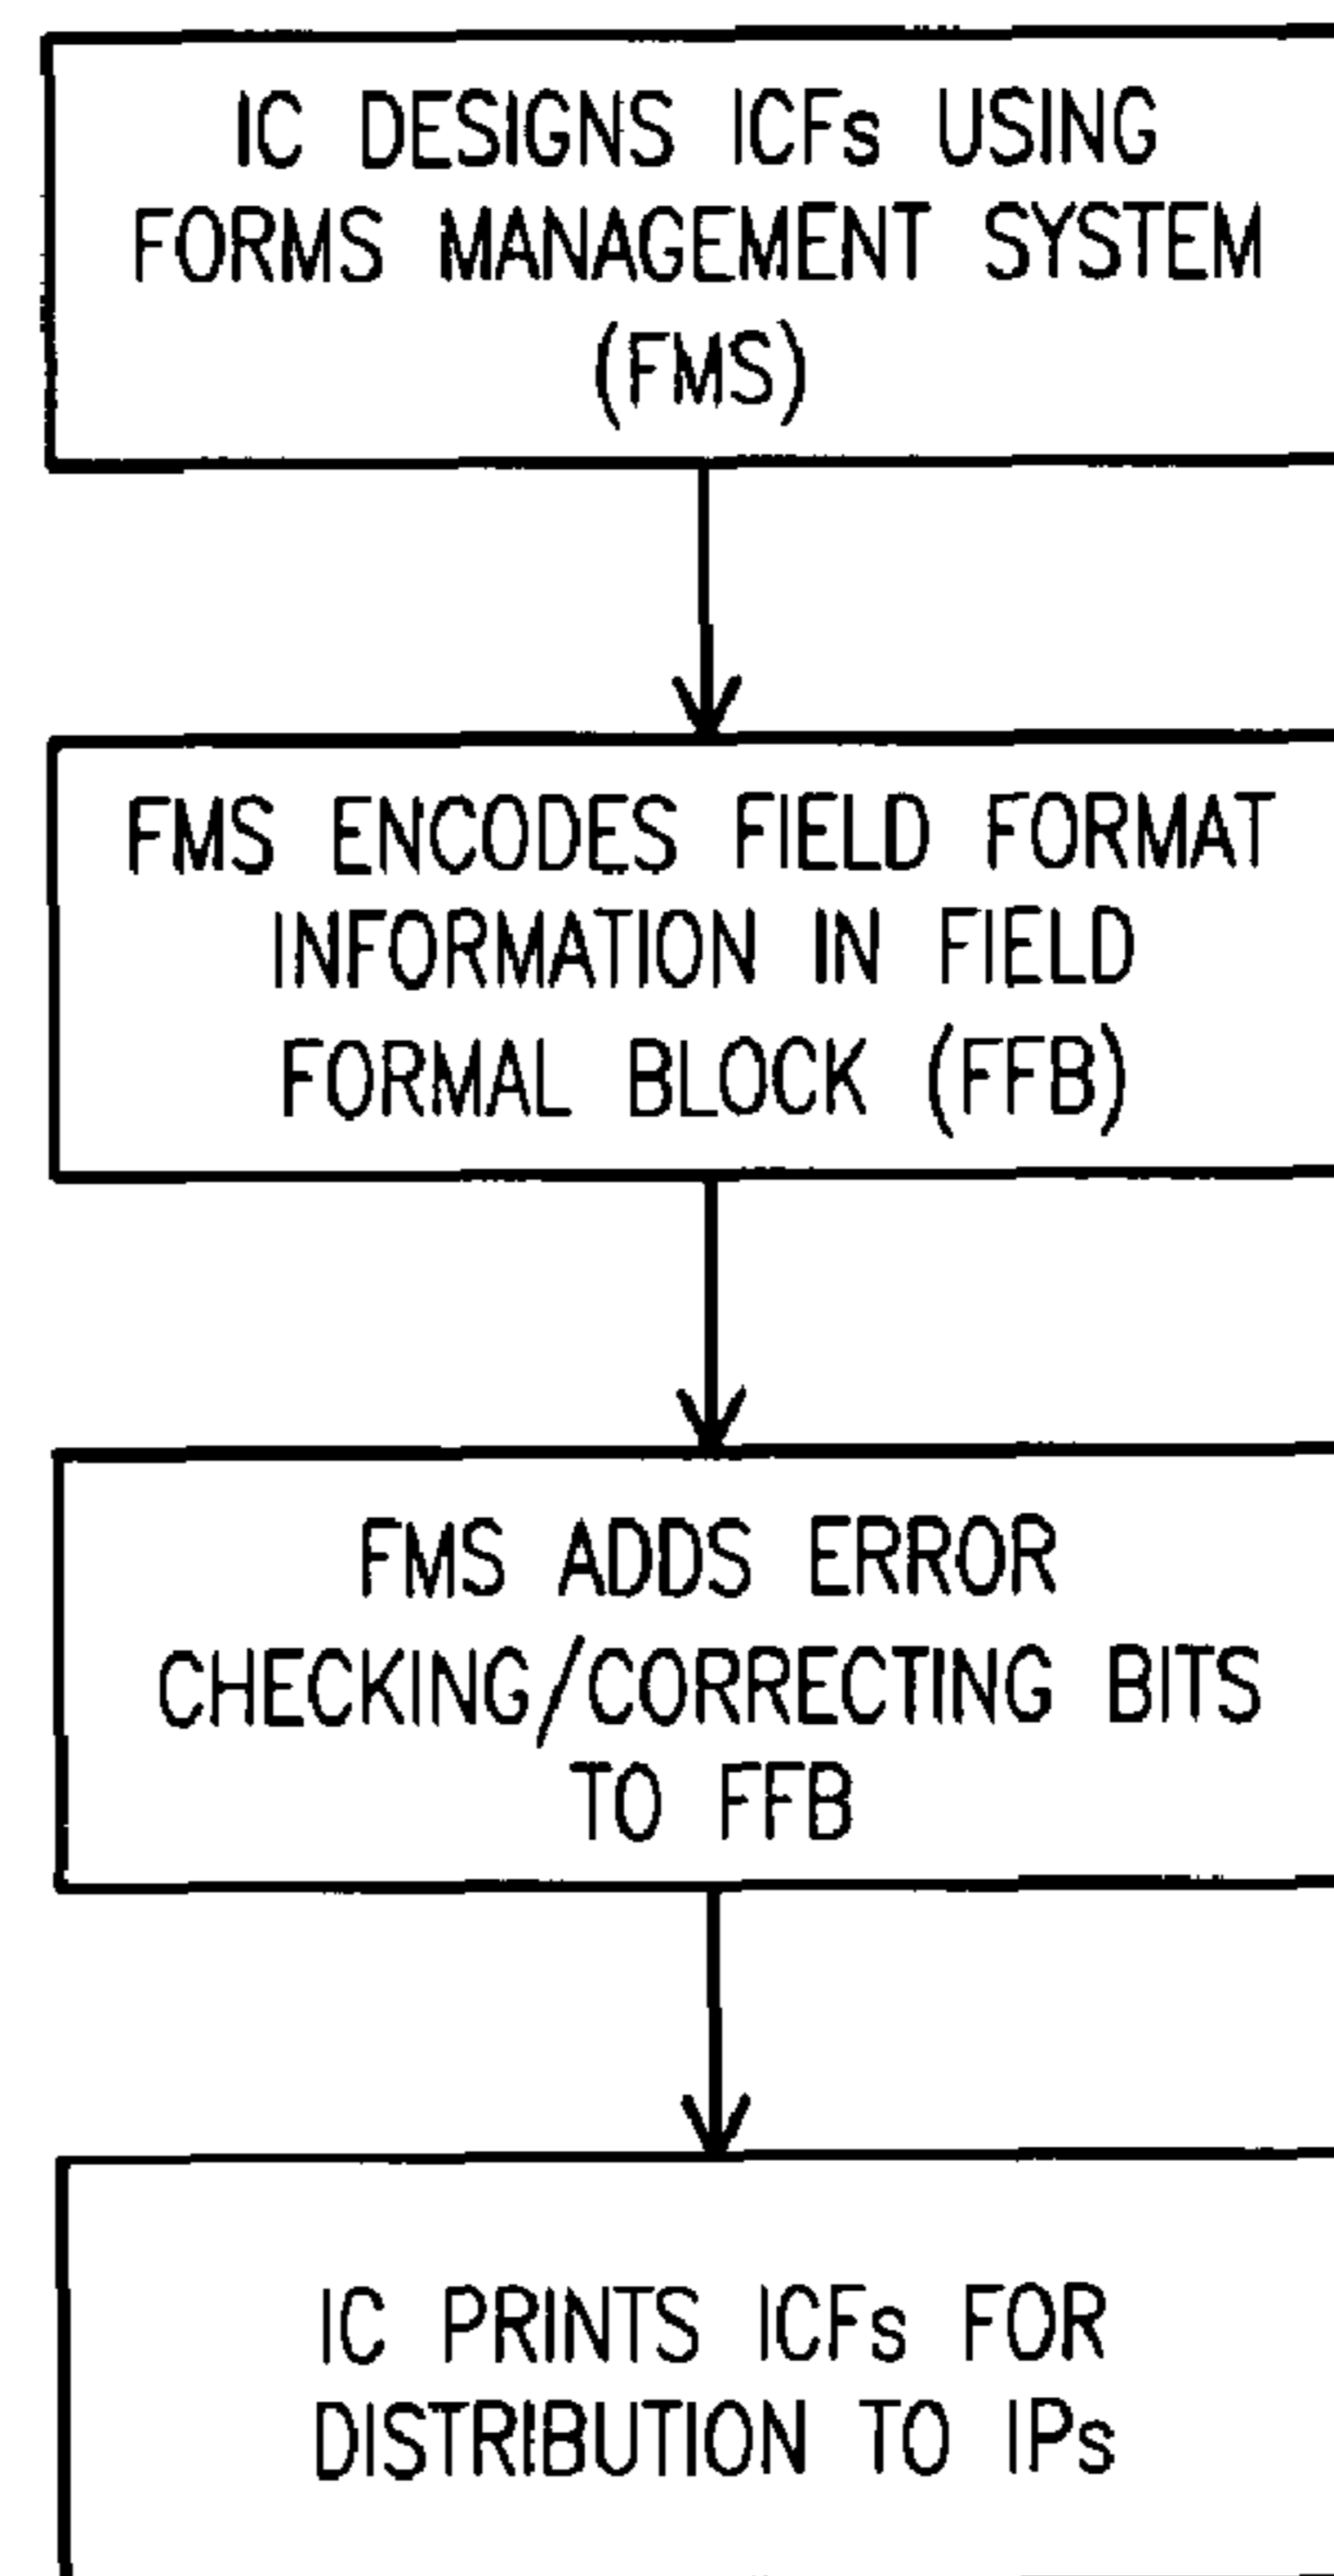 IC DESIGNS ICFs USING
FORMS MANAGEMENT SYSTEM
(FMS)
FMS ENCODES FIELD FORMAT
INFORMATION IN FIELD
FORMAL BLOCK (FFB)
FMS ADDS ERROR
CHECKING/CORRECTING BITS
TO FFB
IC PRINTS ICFs FOR
DISTRIBUTION TO IPs